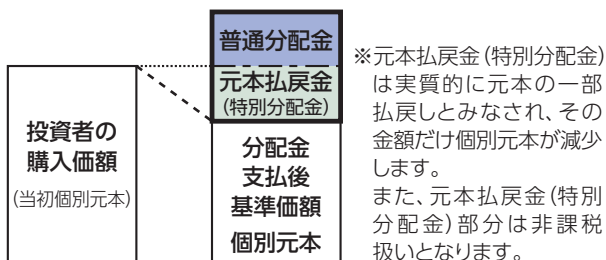 普通分配金
元本払戻金
(特別分配金)
投資者の
購入価額
(当初個別元本)
分配金
支払後
基準価額
個別元本
※元本払戻金(特別分配金)
は実質的に元本の一部
払戻しとみなされ、その
金額だけ個別元本が減少
します。
また、元本払戻金(特別
分配金)部分は非課税
扱いとなります。